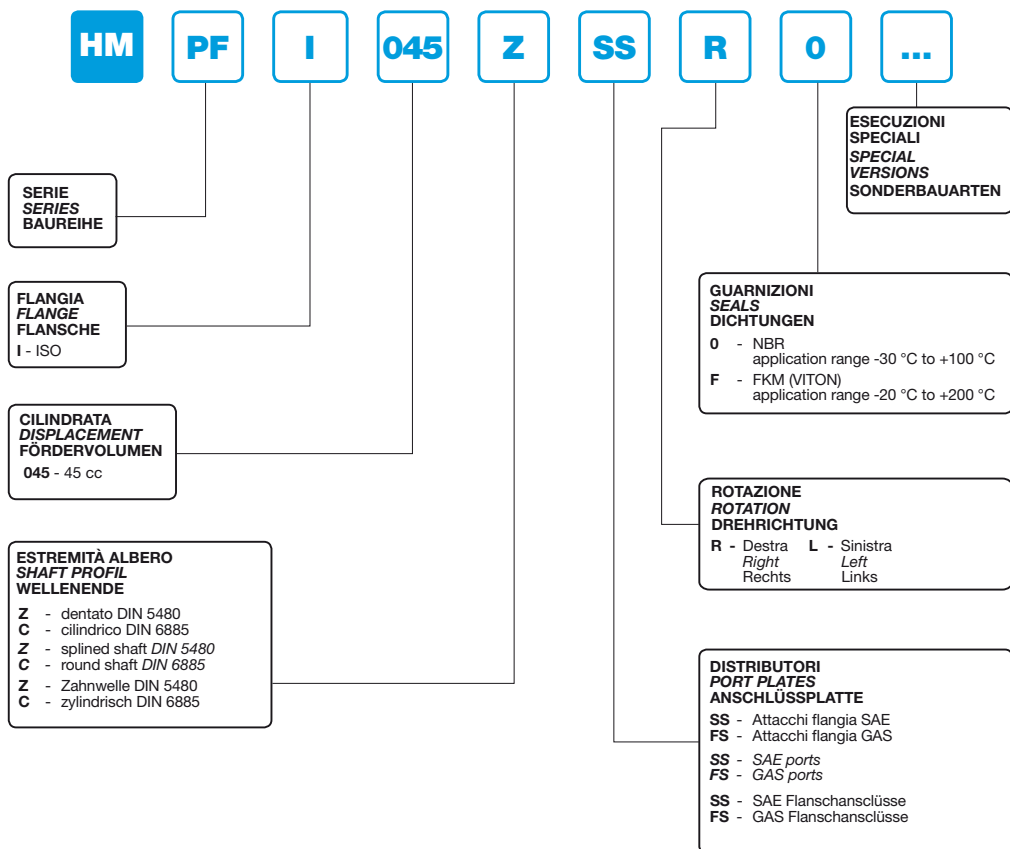 HM PF I 045 Z SS R 0 ...
ESECUZIONI
SPECIALI
SPECIAL
VERSIONS
SONDERBAUARTEN
SERIE
SERIES
BAUREIHE
FLANGIA
FLANGE
FLANSCHE
I - ISO
GUARNIZIONI
SEALS
DICHTUNGEN
0 - NBR
application range -30 °C to +100 °C
F - FKM (VITON)
application range -20 °C to +200 °C
CILINDRATA
DISPLACEMENT
FÖRDERVOLUMEN
045 - 45 cc
ROTAZIONE
ROTATION
DREHRICHTUNG
R - Destra L - Sinistra
Right Left
Rechts Links
ESTREMITÀ ALBERO
SHAFT PROFIL
WELLENENDE
Z - dentato DIN 5480
C - cilindrico DIN 6885
Z - splined shaft DIN 5480
C - round shaft DIN 6885
Z - Zahnwelle DIN 5480
C - zylindrisch DIN 6885
DISTRIBUTORI
PORT PLATES
ANSCHLÜSSPLATTE
SS - Attacchi flangia SAE
FS - Attacchi flangia GAS
SS - SAE ports
FS - GAS ports
SS - SAE Flanschansclüsse
FS - GAS Flanschansclüsse